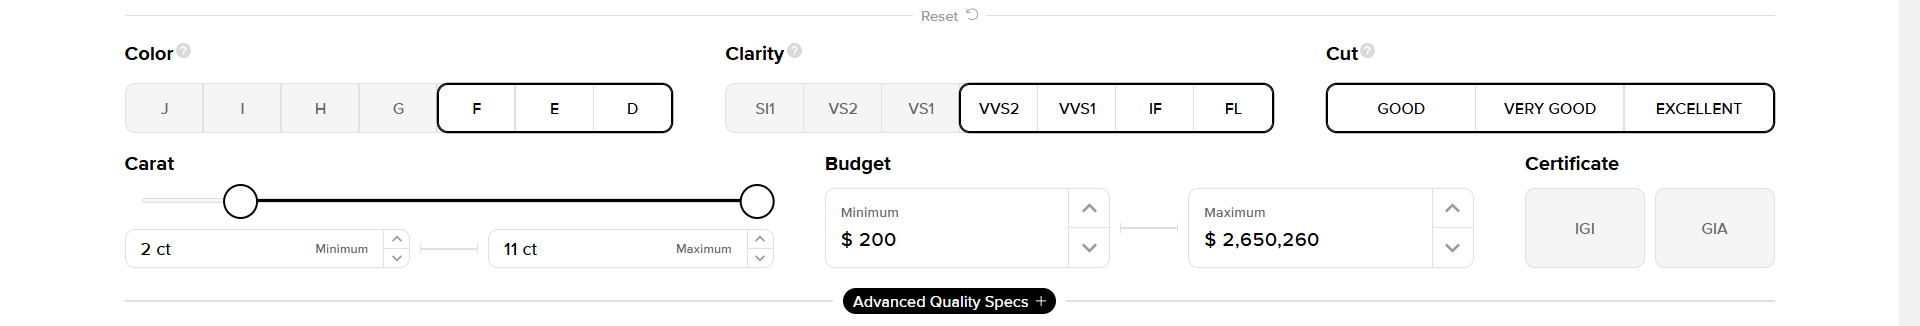 Reset
Color ?
Clarity ?
Cut ?
J I H G F E D
SI1 VS2 VS1 VVS2 VVS1 IF FL
GOOD VERY GOOD EXCELLENT
Carat
Budget
Certificate
2 ct Minimum
11 ct Maximum
Minimum
$ 200
Maximum
$ 2,650,260
IGI
GIA
Advanced Quality Specs +